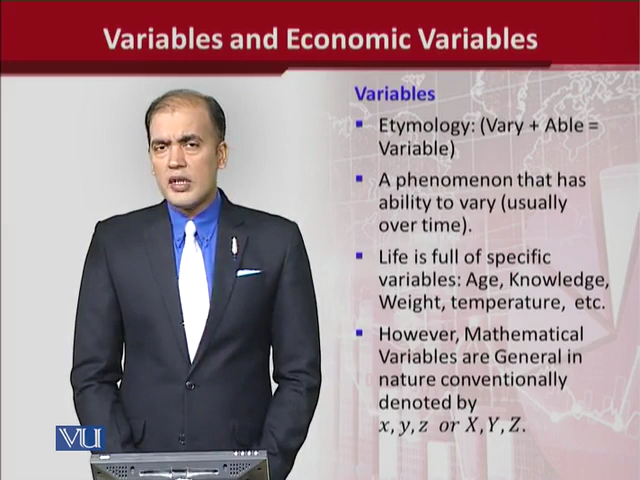 Variables and Economic Variables
Variables
▪ Etymology: (Vary + Able =
Variable)
▪ A phenomenon that has
ability to vary (usually
over time).
▪ Life is full of specific
variables: Age, Knowledge,
Weight, temperature, etc.
▪ However, Mathematical
Variables are General in
nature conventionally
denoted by
x, y, z or X, Y, Z.
VU